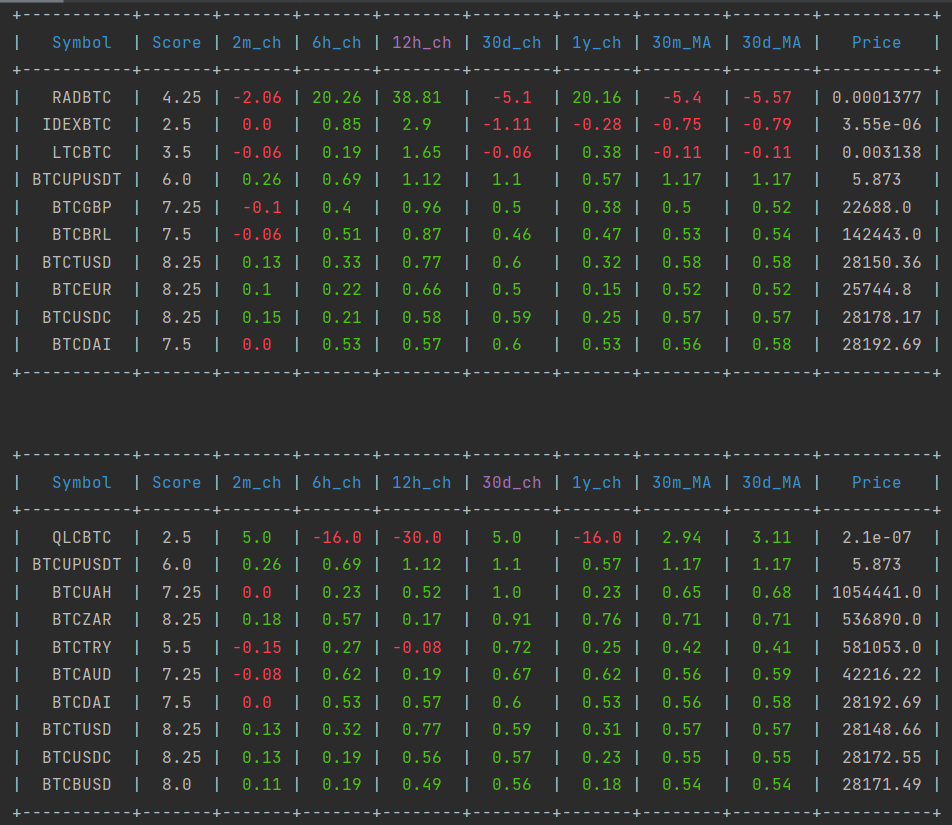 +-----------+-------+-------+-------+--------+--------+-------+--------+--------+-----------+
|   Symbol  | Score | 2m_ch | 6h_ch | 12h_ch | 30d_ch | 1y_ch | 30m_MA | 30d_MA |   Price   |
+-----------+-------+-------+-------+--------+--------+-------+--------+--------+-----------+
|   RADBTC  |  4.25 | -2.06 | 20.26 | 38.81  |  -5.1  | 20.16 |  -5.4  | -5.57  | 0.0001377 |
|  IDEXBTC  |  2.5  |  0.0  |  0.85 |  2.9   | -1.11  | -0.28 | -0.75  | -0.79  |  3.55e-06 |
|   LTCBTC  |  3.5  | -0.06 |  0.19 |  1.65  | -0.06  |  0.38 | -0.11  | -0.11  |  0.003138 |
| BTCUPUSDT |  6.0  |  0.26 |  0.69 |  1.12  |  1.1   |  0.57 |  1.17  |  1.17  |   5.873   |
|   BTCGBP  |  7.25 |  -0.1 |  0.4  |  0.96  |  0.5   |  0.38 |  0.5   |  0.52  |  22688.0  |
|   BTCBRL  |  7.5  | -0.06 |  0.51 |  0.87  |  0.46  |  0.47 |  0.53  |  0.54  |  142443.0 |
|  BTCTUSD  |  8.25 |  0.13 |  0.33 |  0.77  |  0.6   |  0.32 |  0.58  |  0.58  |  28150.36 |
|   BTCEUR  |  8.25 |  0.1  |  0.22 |  0.66  |  0.5   |  0.15 |  0.52  |  0.52  |  25744.8  |
|  BTCUSDC  |  8.25 |  0.15 |  0.21 |  0.58  |  0.59  |  0.25 |  0.57  |  0.57  |  28178.17 |
|   BTCDAI  |  7.5  |  0.0  |  0.53 |  0.57  |  0.6   |  0.53 |  0.56  |  0.58  |  28192.69 |
+-----------+-------+-------+-------+--------+--------+-------+--------+--------+-----------+
+-----------+-------+-------+-------+--------+--------+-------+--------+--------+-----------+
|   Symbol  | Score | 2m_ch | 6h_ch | 12h_ch | 30d_ch | 1y_ch | 30m_MA | 30d_MA |   Price   |
+-----------+-------+-------+-------+--------+--------+-------+--------+--------+-----------+
|   QLCBTC  |  2.5  |  5.0  | -16.0 | -30.0  |  5.0   | -16.0 |  2.94  |  3.11  |  2.1e-07  |
| BTCUPUSDT |  6.0  |  0.26 |  0.69 |  1.12  |  1.1   |  0.57 |  1.17  |  1.17  |   5.873   |
|   BTCUAH  |  7.25 |  0.0  |  0.23 |  0.52  |  1.0   |  0.23 |  0.65  |  0.68  | 1054441.0 |
|   BTCZAR  |  8.25 |  0.18 |  0.57 |  0.17  |  0.91  |  0.76 |  0.71  |  0.71  |  536890.0 |
|   BTCTRY  |  5.5  | -0.15 |  0.27 | -0.08  |  0.72  |  0.25 |  0.42  |  0.41  |  581053.0 |
|   BTCAUD  |  7.25 | -0.08 |  0.62 |  0.19  |  0.67  |  0.62 |  0.56  |  0.59  |  42216.22 |
|   BTCDAI  |  7.5  |  0.0  |  0.53 |  0.57  |  0.6   |  0.53 |  0.56  |  0.58  |  28192.69 |
|  BTCTUSD  |  8.25 |  0.13 |  0.32 |  0.77  |  0.59  |  0.31 |  0.57  |  0.57  |  28148.66 |
|  BTCUSDC  |  8.25 |  0.13 |  0.19 |  0.56  |  0.57  |  0.23 |  0.55  |  0.55  |  28172.55 |
|  BTCBUSD  |  8.0  |  0.11 |  0.19 |  0.49  |  0.56  |  0.18 |  0.54  |  0.54  |  28171.49 |
+-----------+-------+-------+-------+--------+--------+-------+--------+--------+-----------+